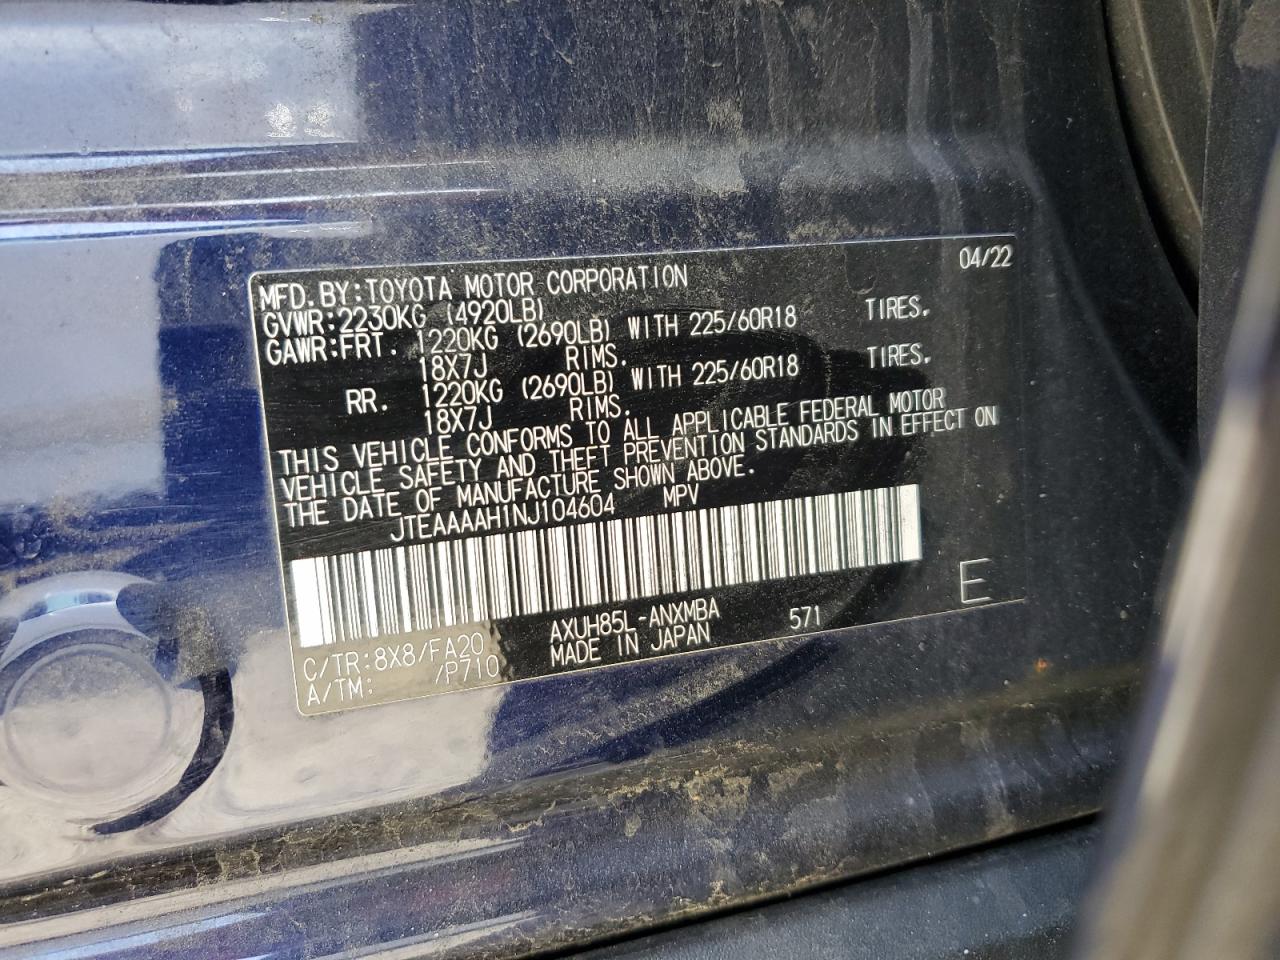 MFD. BY: TOYOTA MOTOR CORPORATION 04/22
GVWR: 2230KG (4920LB)
GAWR: FRT. 1220KG (2690LB) WITH 225/60R18 TIRES.
18X7J RIMS.
RR. 1220KG (2690LB) WITH 225/60R18 TIRES.
18X7J RIMS.
THIS VEHICLE CONFORMS TO ALL APPLICABLE FEDERAL MOTOR
VEHICLE SAFETY AND THEFT PREVENTION STANDARDS IN EFFECT ON
THE DATE OF MANUFACTURE SHOWN ABOVE.
JTEAAAAH1NJ104604 MPV
C/TR: 8X8/FA20 AXUH85L-ANXMBA 571 E
A/TM: /P710 MADE IN JAPAN